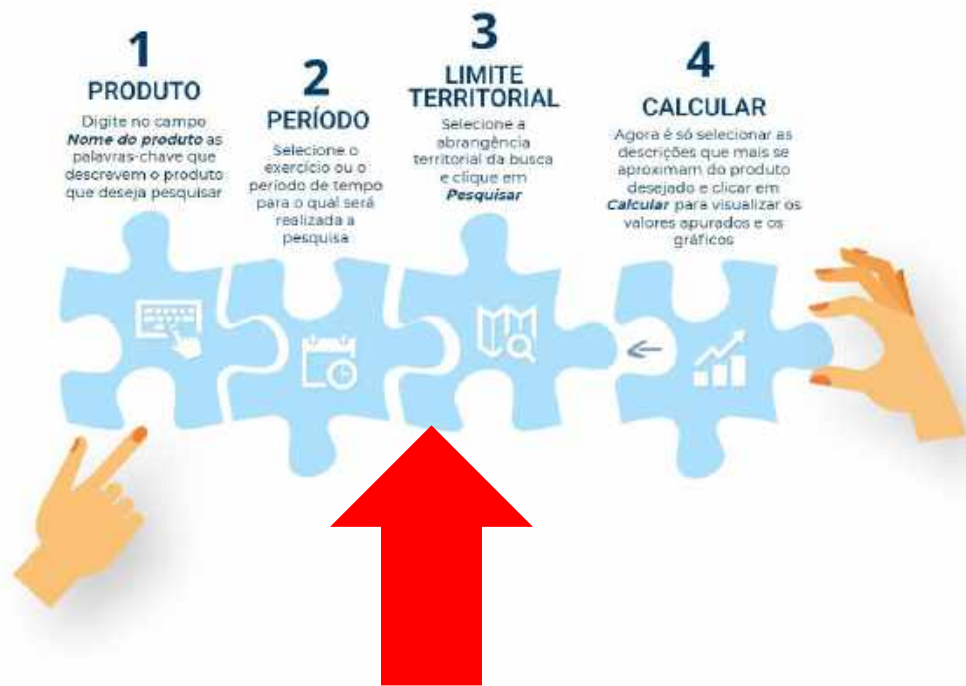 1
PRODUTO
Digite no campo
Nome do produto as
palavras-chave que
descrevem o produto
que deseja pesquisar
2
PERÍODO
Selecione o
exercício ou o
período de tempo
para o qual será
realizada a
pesquisa
3
LIMITE
TERRITORIAL
Selecione a
abrangência
territorial da busca
e clique em
Pesquisar
4
CALCULAR
Agora é só selecionar as
descrições que mais se
aproximam do produto
desejado e clicar em
Calcular para visualizar os
valores apurados e os
gráficos